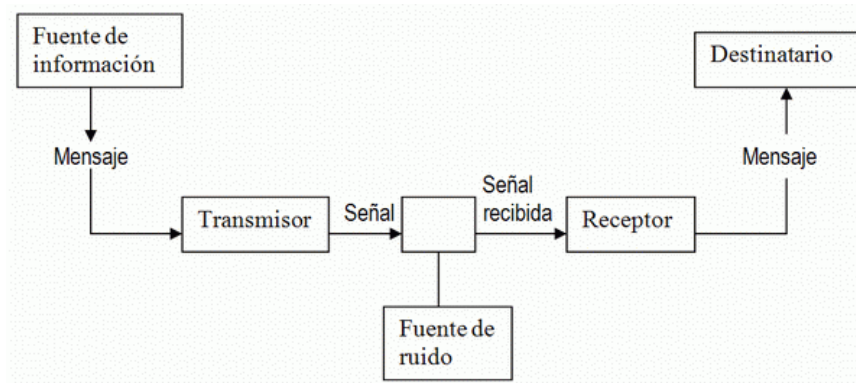 Fuente de
información
Destinatario
Mensaje
Mensaje
Señal
Señal
recibida
Transmisor
Receptor
Fuente de
ruido